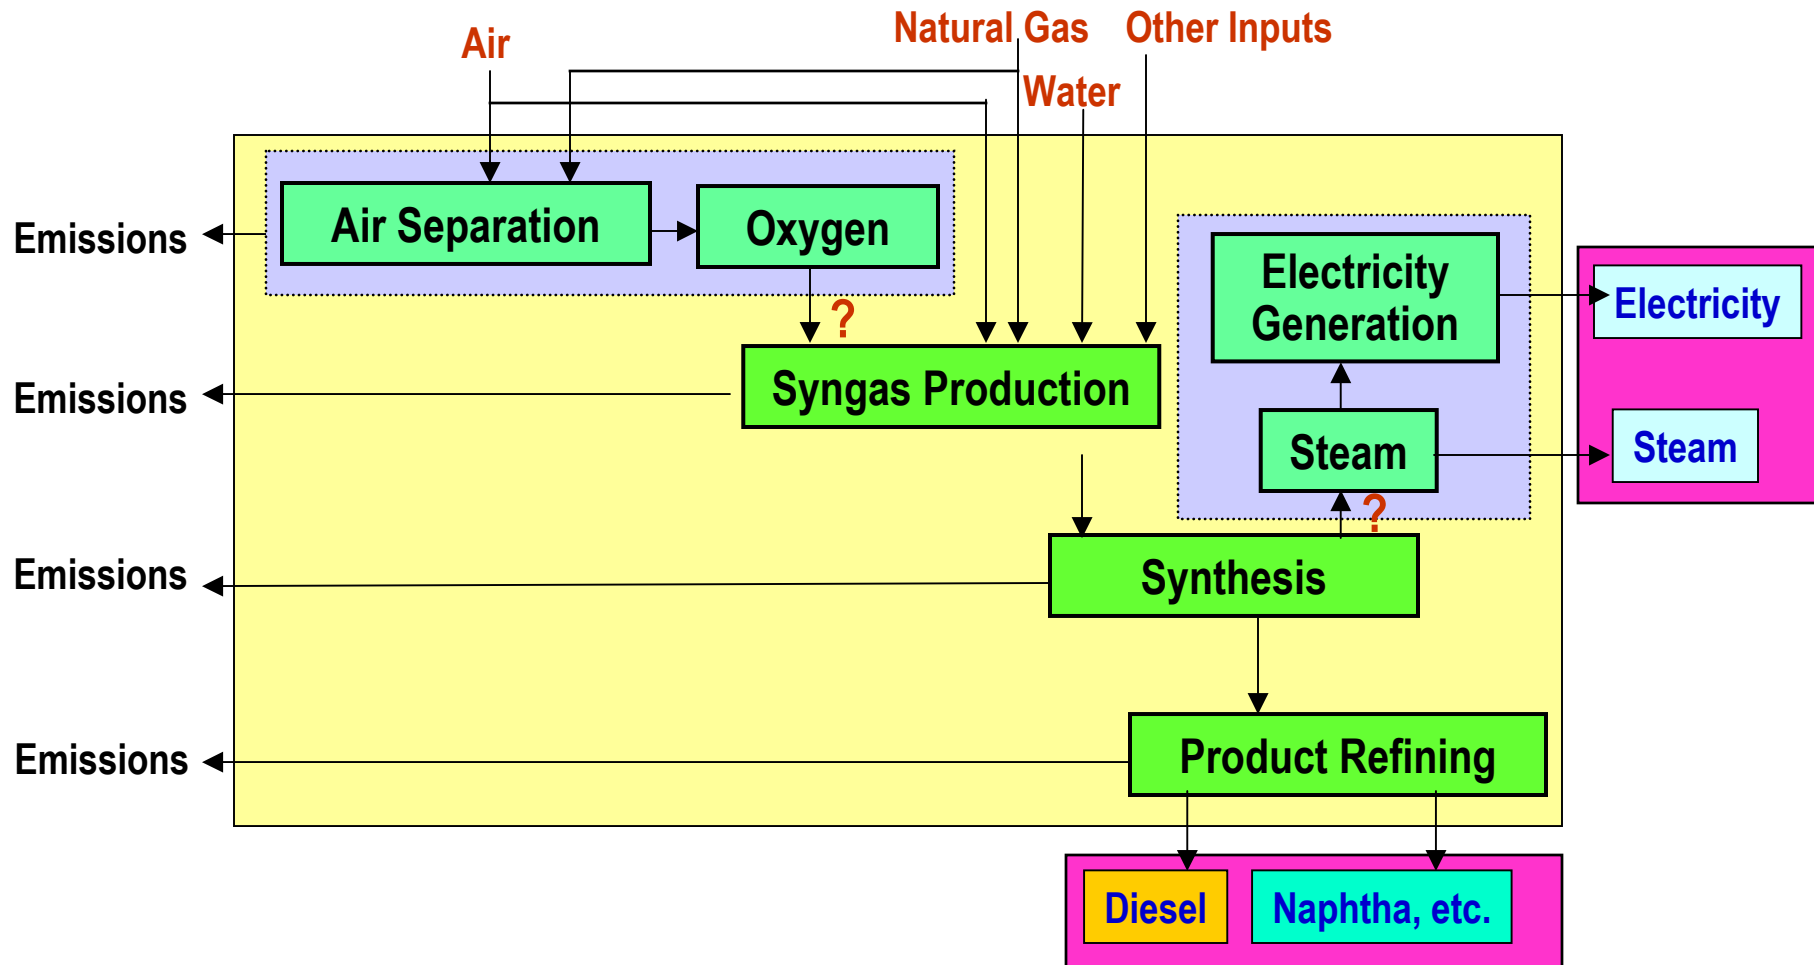 Natural Gas
Other Inputs
Air
Water
Air Separation
Oxygen
Emissions
Electricity
Generation
Electricity
?
Syngas Production
Emissions
Steam
Steam
?
Emissions
Synthesis
Product Refining
Emissions
Diesel
Naphtha, etc.